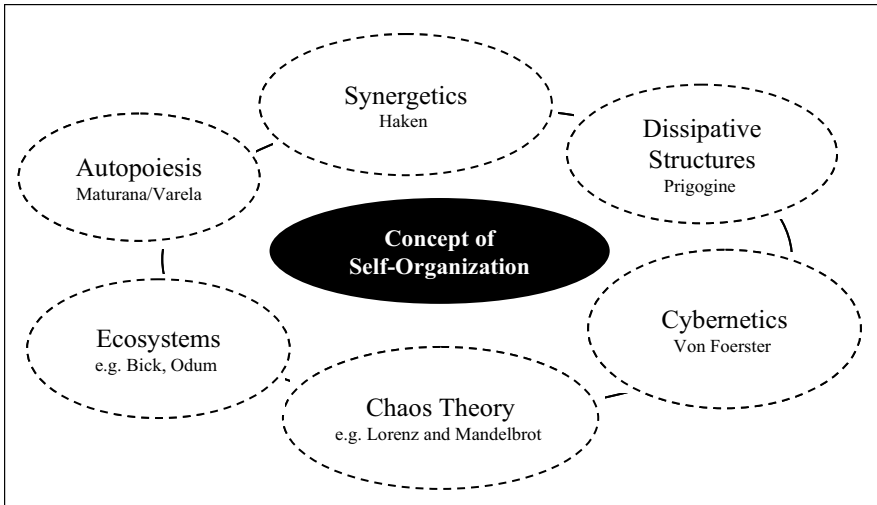 Synergetics
Haken
Dissipative
Structures
Prigogine
Autopoiesis
Maturana/Varela
Concept of
Self-Organization
Cybernetics
Von Foerster
Ecosystems
e.g. Bick, Odum
Chaos Theory
e.g. Lorenz and Mandelbrot